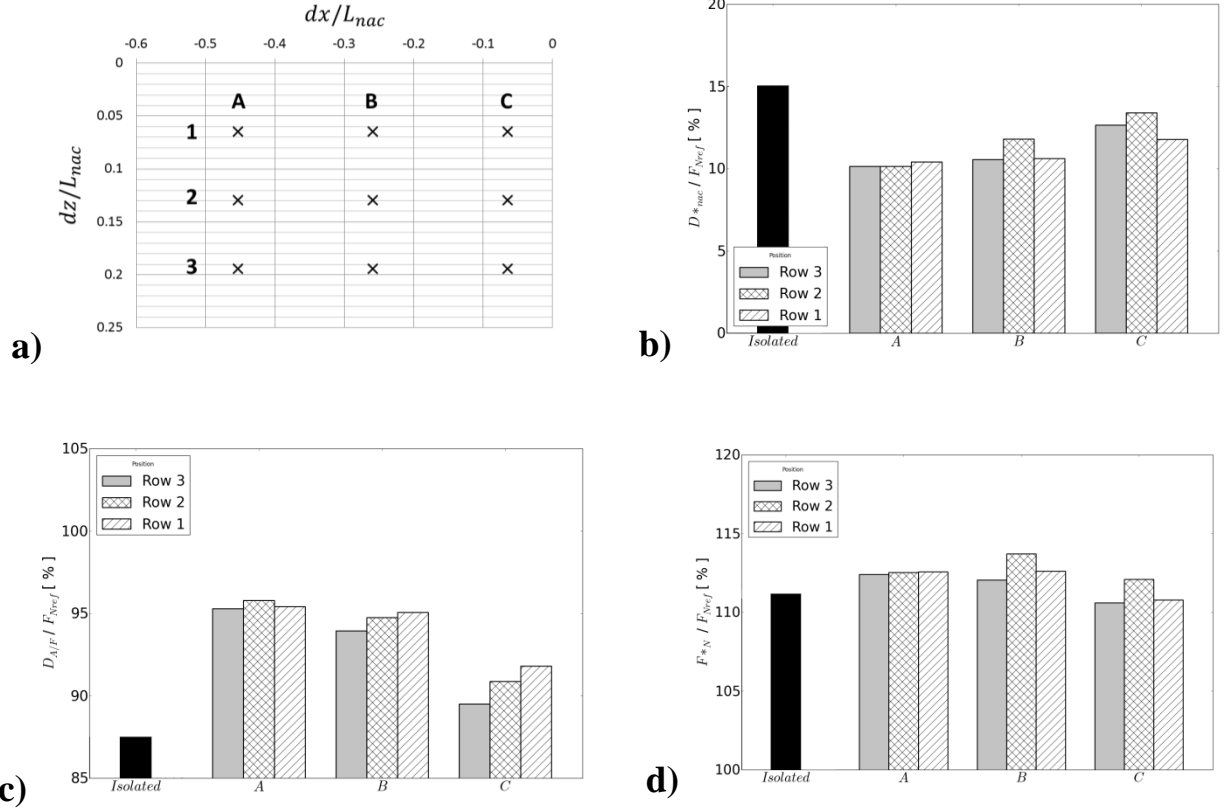 dx/L_nac
-0.6 -0.5 -0.4 -0.3 -0.2 -0.1 0
0
0.05
0.1
0.15
0.2
0.25
dz/L_nac
A B C
1
2
3
a)
20
15
10
5
0
D*_nac / F_Nref [ % ]
Position
Row 3
Row 2
Row 1
Isolated A B C
b)
105
100
95
90
85
D_A/F / F_Nref [ % ]
Position
Row 3
Row 2
Row 1
Isolated A B C
c)
120
115
110
105
100
F*_N / F_Nref [ % ]
Position
Row 3
Row 2
Row 1
Isolated A B C
d)